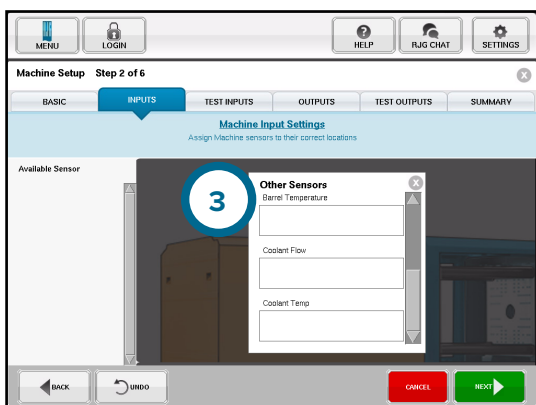 MENU
LOGIN
HELP
RJG CHAT
SETTINGS
Machine Setup Step 2 of 6
BASIC
INPUTS
TEST INPUTS
OUTPUTS
TEST OUTPUTS
SUMMARY
Machine Input Settings
Assign Machine sensors to their correct locations
Available Sensor
3
Other Sensors
Barrel Temperature
Coolant Flow
Coolant Temp
BACK
UNDO
CANCEL
NEXT